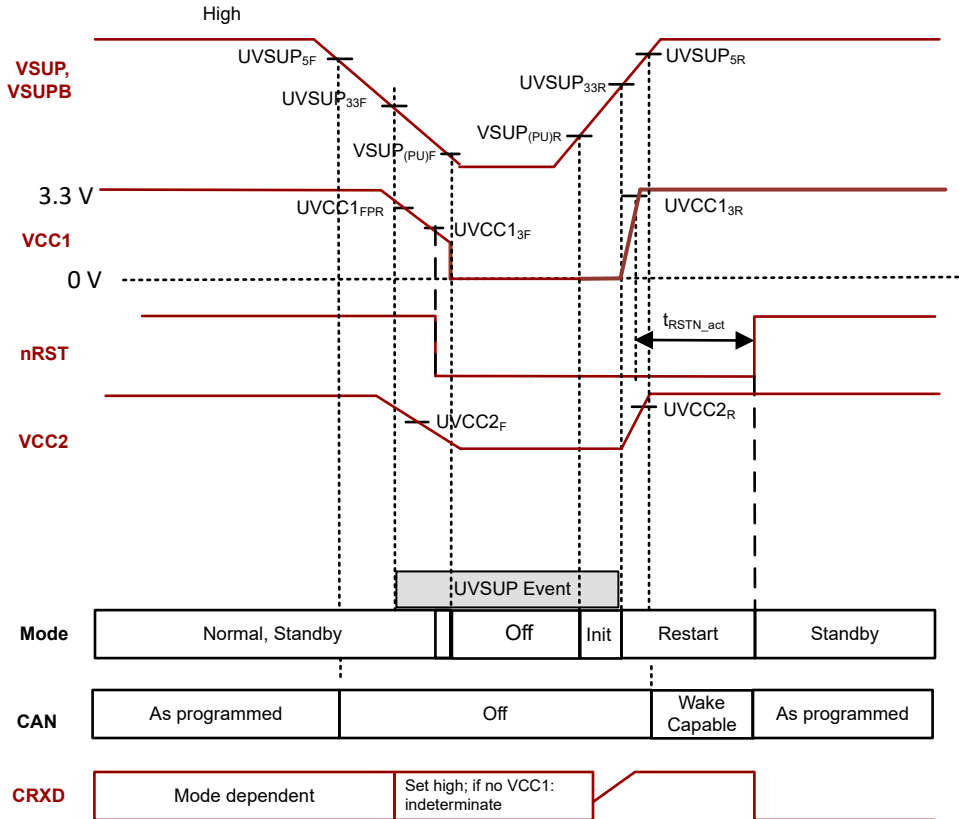 High
VSUP,
VSUPB
UVSUP5F
UVSUP5R
UVSUP33F
UVSUP33R
VSUP(PU)F
VSUP(PU)R
3.3 V
UVCC1FPR
UVCC13R
VCC1
UVCC13F
0 V
tRSTN_act
nRST
UVCC2F
UVCC2R
VCC2
UVSUP Event
Mode
Normal, Standby
Off
Init
Restart
Standby
CAN
As programmed
Off
Wake
Capable
As programmed
CRXD
Mode dependent
Set high; if no VCC1:
indeterminate